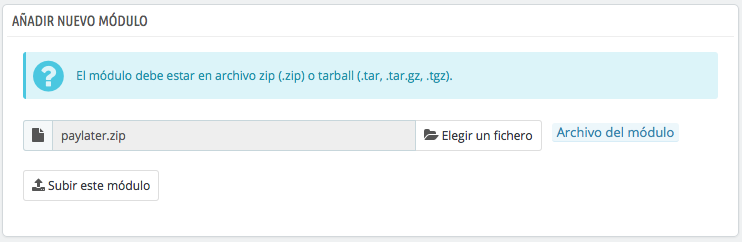 AÑADIR NUEVO MÓDULO
El módulo debe estar en archivo zip (.zip) o tarball (.tar, .tar.gz, .tgz).
paylater.zip Elegir un fichero Archivo del módulo
Subir este módulo